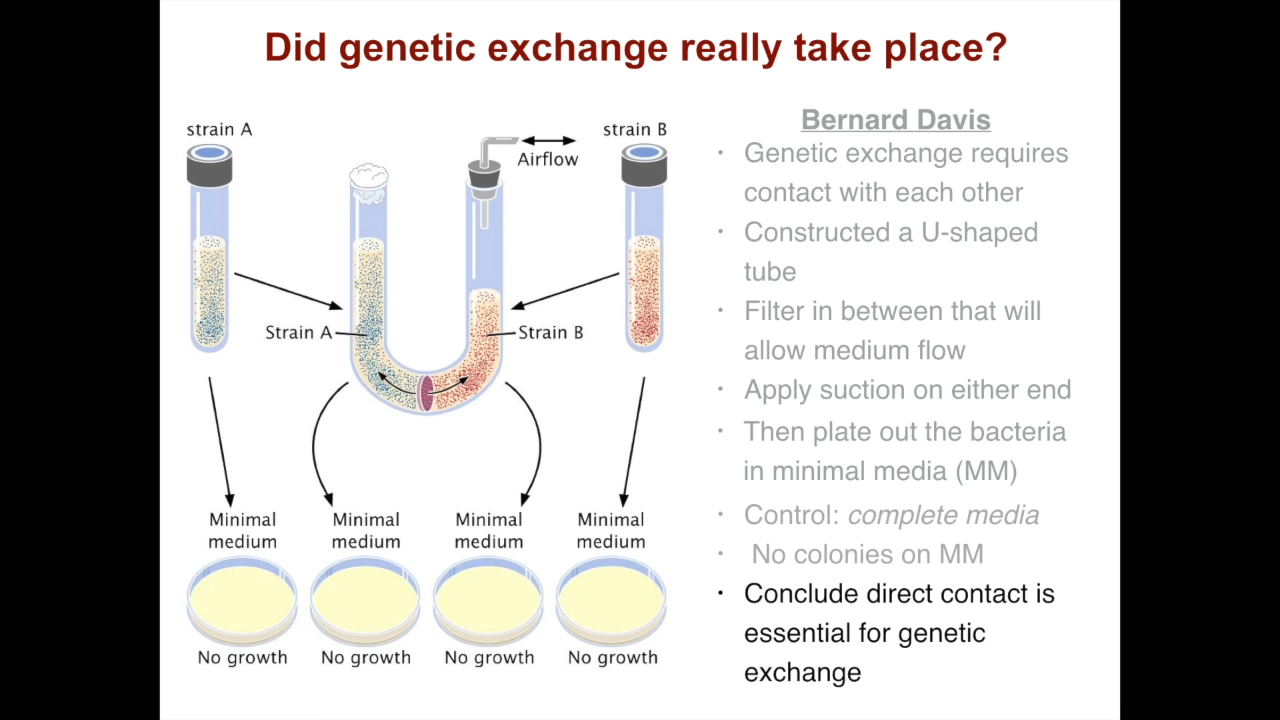 Did genetic exchange really take place?
strain A
strain B
Airflow
Strain A
Strain B
Minimal
medium
Minimal
medium
Minimal
medium
Minimal
medium
No growth
No growth
No growth
No growth
Bernard Davis
• Genetic exchange requires
contact with each other
• Constructed a U-shaped
tube
• Filter in between that will
allow medium flow
• Apply suction on either end
• Then plate out the bacteria
in minimal media (MM)
• Control: complete media
• No colonies on MM
• Conclude direct contact is
essential for genetic
exchange